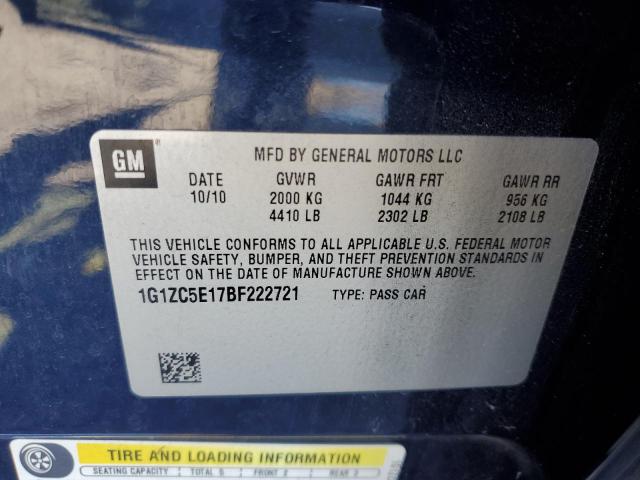 GM
®
MFD BY GENERAL MOTORS LLC
DATE GVWR GAWR FRT GAWR RR
10/10 2000 KG 1044 KG 956 KG
4410 LB 2302 LB 2108 LB
THIS VEHICLE CONFORMS TO ALL APPLICABLE U.S. FEDERAL MOTOR
VEHICLE SAFETY, BUMPER, AND THEFT PREVENTION STANDARDS IN
EFFECT ON THE DATE OF MANUFACTURE SHOWN ABOVE.
1G1ZC5E17BF222721 TYPE: PASS CAR
TIRE AND LOADING INFORMATION
SEATING CAPACITY TOTAL 5 FRONT 2 REAR 3